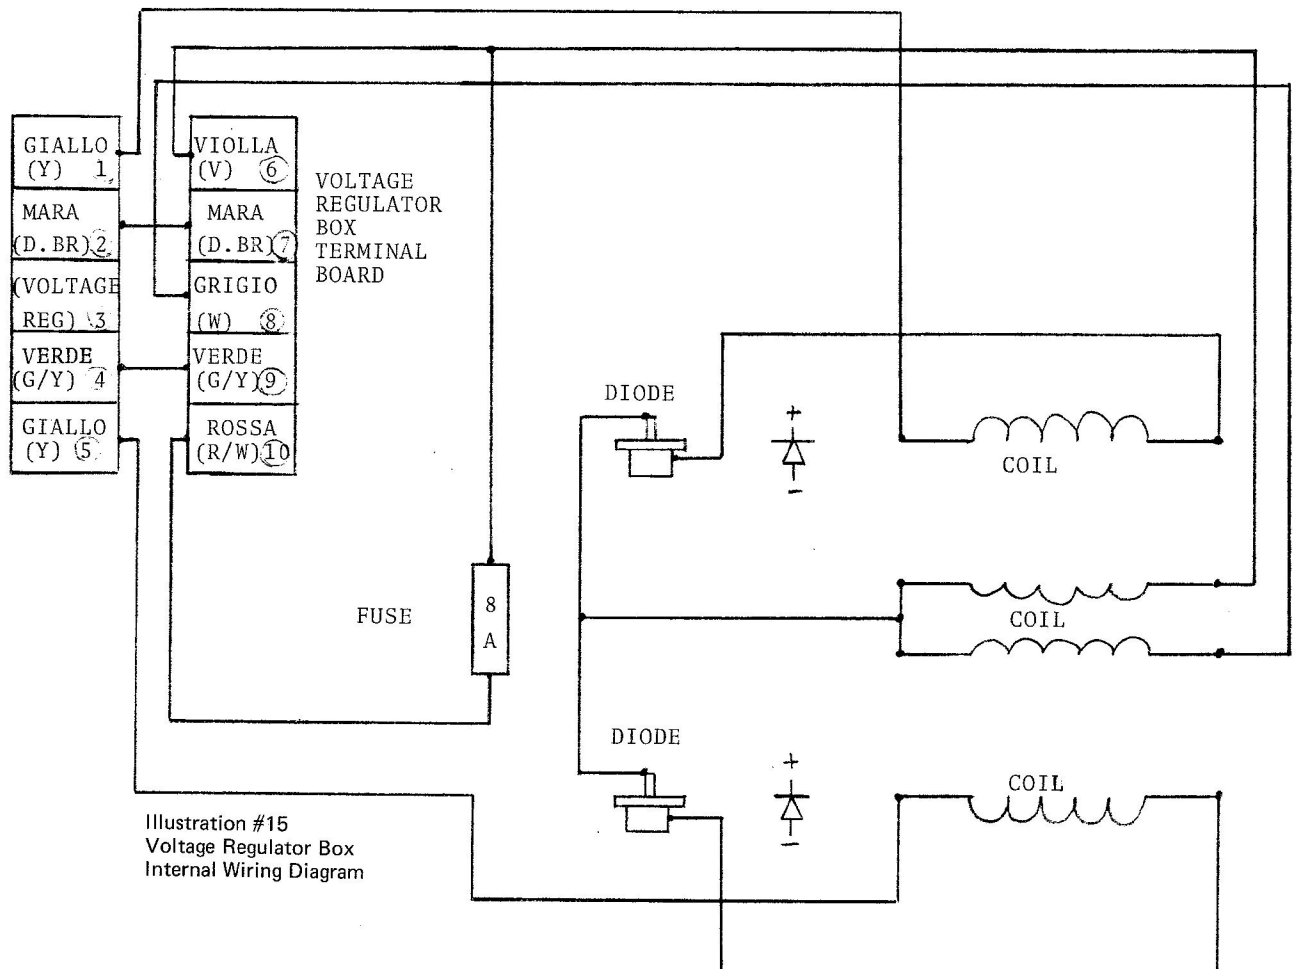 GIALLO
(Y) 1
MARA
(D.BR) 2
(VOLTAGE
REG) 3
VERDE
(G/Y) 4
GIALLO
(Y) 5
VIOLLA
(V) 6
MARA
(D.BR) 7
GRIGIO
(W) 8
VERDE
(G/Y) 9
ROSSA
(R/W) 10
VOLTAGE
REGULATOR
BOX
TERMINAL
BOARD
DIODE
+
-
COIL
FUSE
8
A
COIL
DIODE
+
-
COIL
Illustration #15
Voltage Regulator Box
Internal Wiring Diagram